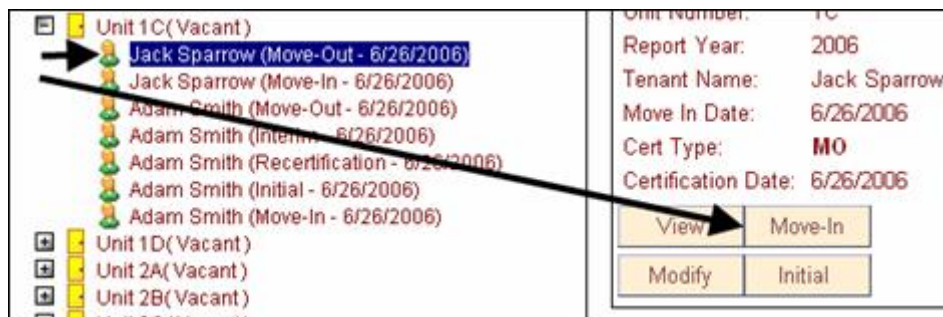 Unit 1C(Vacant)
Jack Sparrow (Move-Out - 6/26/2006)
Jack Sparrow (Move-In - 6/26/2006)
Adam Smith (Move-Out - 6/26/2006)
Adam Smith (Interim - 6/26/2006)
Adam Smith (Recertification - 6/26/2006)
Adam Smith (Initial - 6/26/2006)
Adam Smith (Move-In - 6/26/2006)
Unit 1D(Vacant)
Unit 2A(Vacant)
Unit 2B(Vacant)
Unit Number: 1C
Report Year: 2006
Tenant Name: Jack Sparrow
Move In Date: 6/26/2006
Cert Type: MO
Certification Date: 6/26/2006
View Move-In
Modify Initial